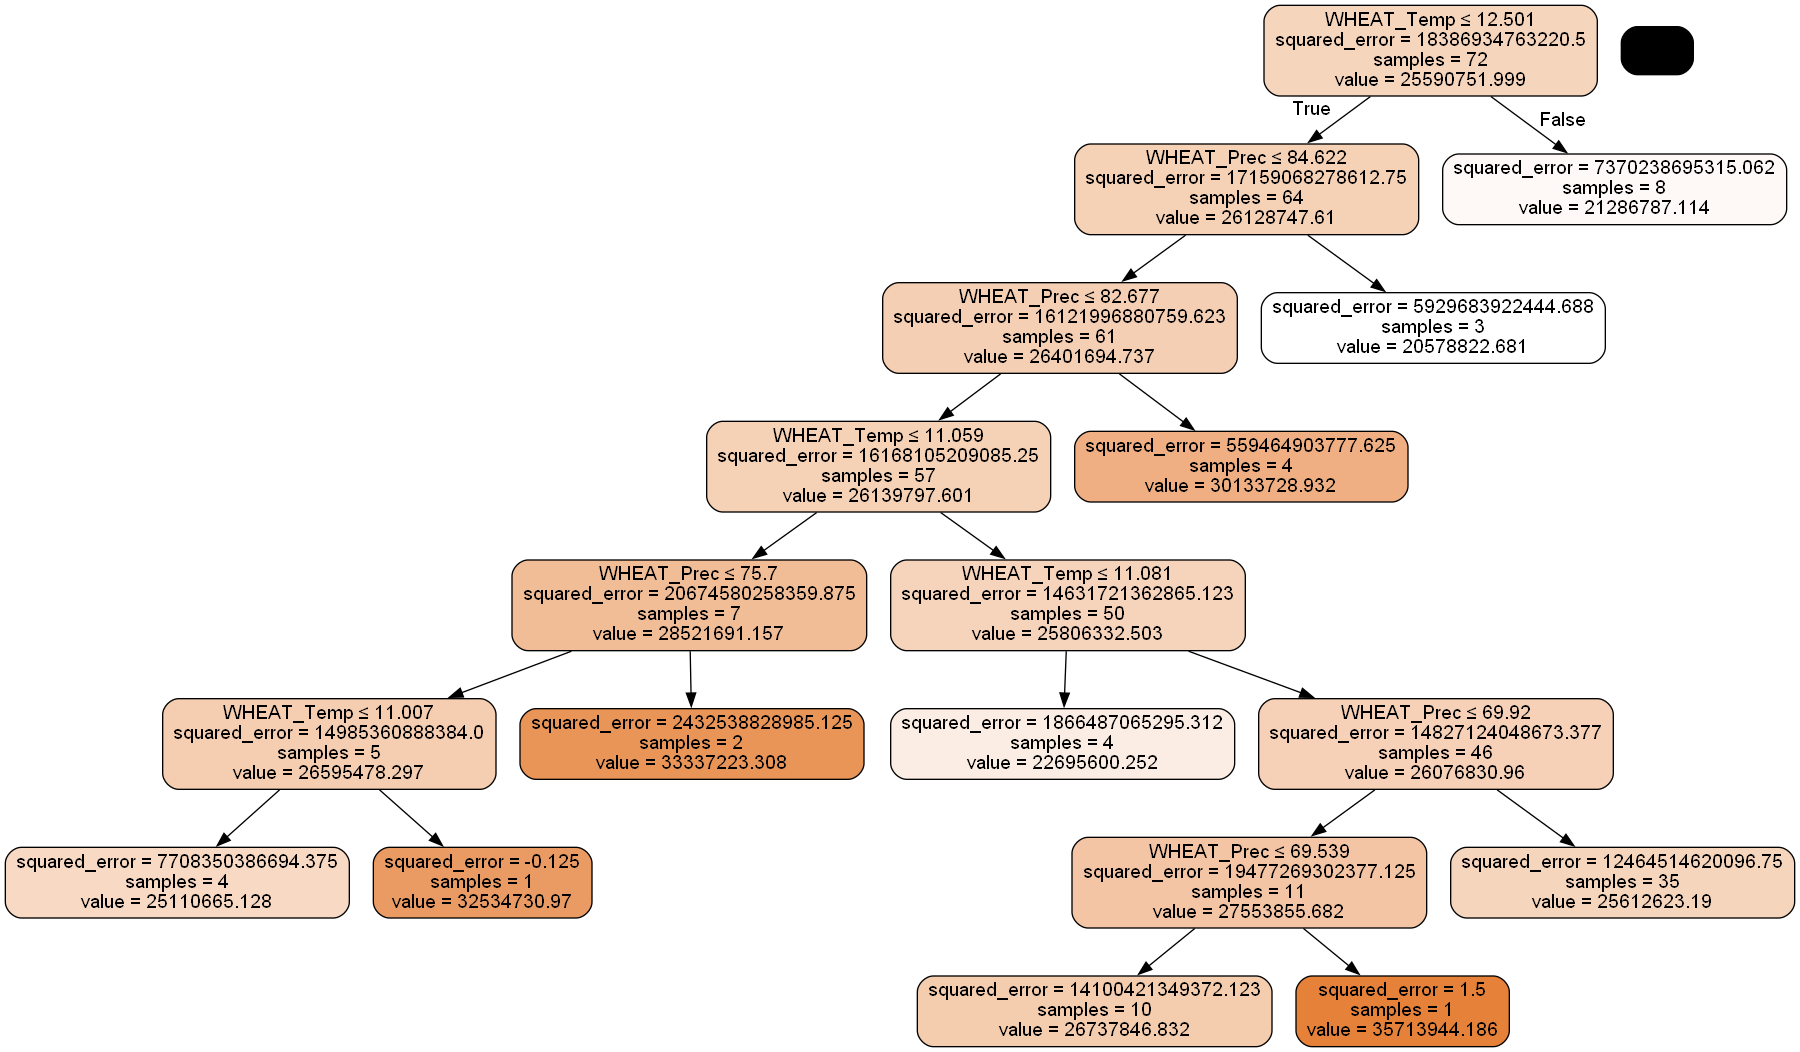 WHEAT_Temp ≤ 12.501
squared_error = 18386934763220.5
samples = 72
value = 25590751.999
True
False
WHEAT_Prec ≤ 84.622
squared_error = 17159068278612.75
samples = 64
value = 26128747.61
squared_error = 7370238695315.062
samples = 8
value = 21286787.114
WHEAT_Prec ≤ 82.677
squared_error = 16121996880759.623
samples = 61
value = 26401694.737
squared_error = 5929683922444.688
samples = 3
value = 20578822.681
WHEAT_Temp ≤ 11.059
squared_error = 16168105209085.25
samples = 57
value = 26139797.601
squared_error = 559464903777.625
samples = 4
value = 30133728.932
WHEAT_Prec ≤ 75.7
squared_error = 20674580258359.875
samples = 7
value = 28521691.157
WHEAT_Temp ≤ 11.081
squared_error = 14631721362865.123
samples = 50
value = 25806332.503
WHEAT_Temp ≤ 11.007
squared_error = 14985360888384.0
samples = 5
value = 26595478.297
squared_error = 2432538828985.125
samples = 2
value = 33337223.308
squared_error = 1866487065295.312
samples = 4
value = 22695600.252
WHEAT_Prec ≤ 69.92
squared_error = 14827124048673.377
samples = 46
value = 26076830.96
squared_error = 7708350386694.375
samples = 4
value = 25110665.128
squared_error = -0.125
samples = 1
value = 32534730.97
WHEAT_Prec ≤ 69.539
squared_error = 19477269302377.125
samples = 11
value = 27553855.682
squared_error = 12464514620096.75
samples = 35
value = 25612623.19
squared_error = 14100421349372.123
samples = 10
value = 26737846.832
squared_error = 1.5
samples = 1
value = 35713944.186